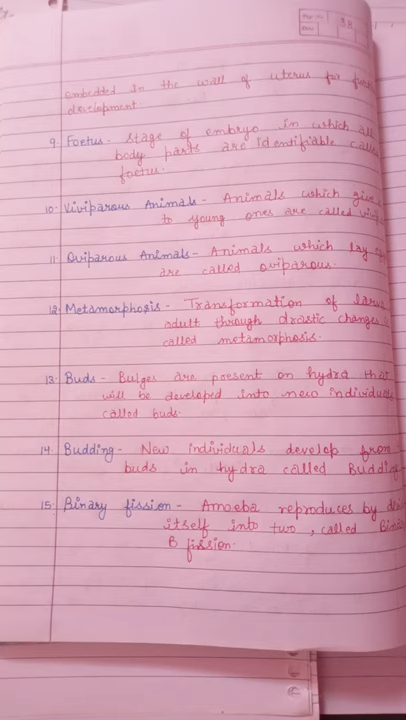 38
embedded in the wall of uterus for
development.
9. Foetus - Stage of embryo in which all
body parts are identifiable
foetus.
10. Viviparous Animals - Animals which give
to young ones are called
11. Oviparous Animals - Animals which lay
are called oviparous.
12. Metamorphosis - Transformation of
adult through drastic changes
called metamorphosis.
13. Buds - Bulges are present on hydra that
will be developed into new individuals
called buds.
14. Budding - New individuals develop from
buds in hydra called
15. Binary fission - Amoeba reproduces by
itself into two, called
B fission.